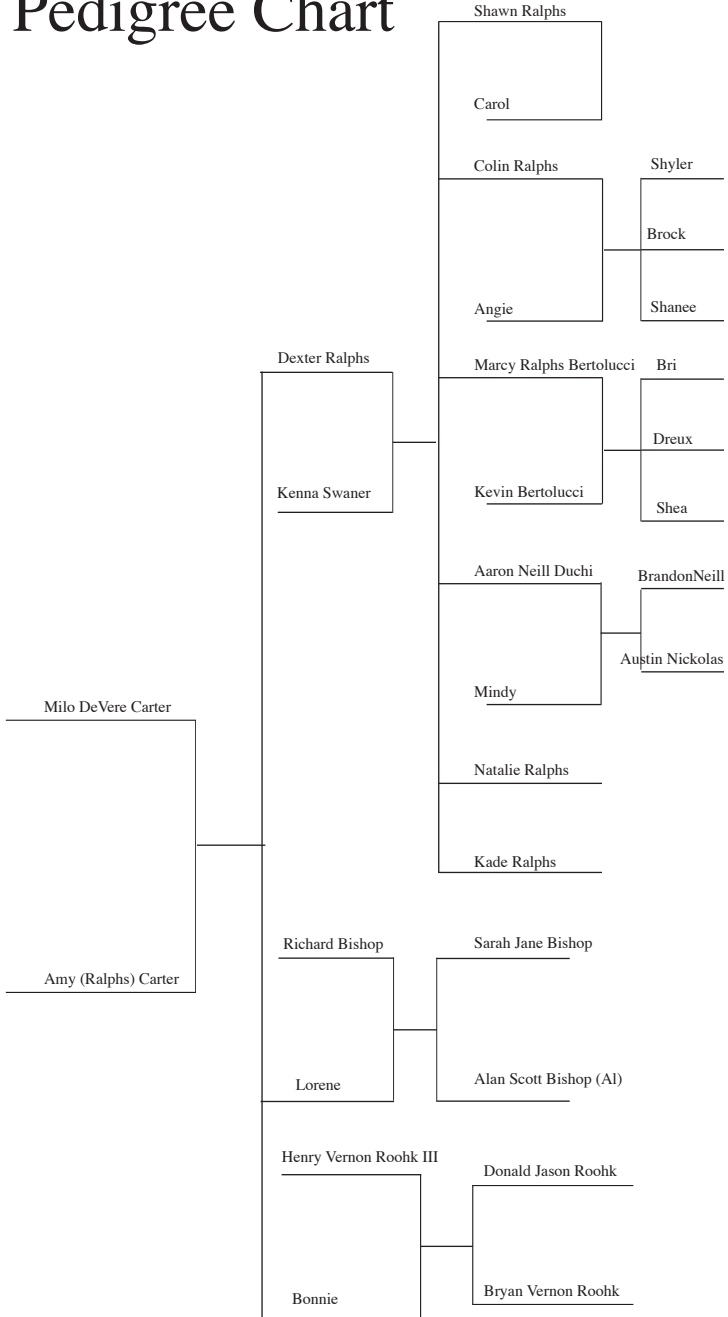 Pedigree Chart
Shawn Ralphs
Carol
Colin Ralphs
Shyler
Brock
Angie
Shanee
Dexter Ralphs
Marcy Ralphs Bertolucci
Bri
Dreux
Kenna Swaner
Kevin Bertolucci
Shea
Aaron Neill Duchi
BrandonNeill
Austin Nickolas
Mindy
Milo DeVere Carter
Natalie Ralphs
Kade Ralphs
Richard Bishop
Sarah Jane Bishop
Amy (Ralphs) Carter
Lorene
Alan Scott Bishop (Al)
Henry Vernon Roohk III
Donald Jason Roohk
Bonnie
Bryan Vernon Roohk